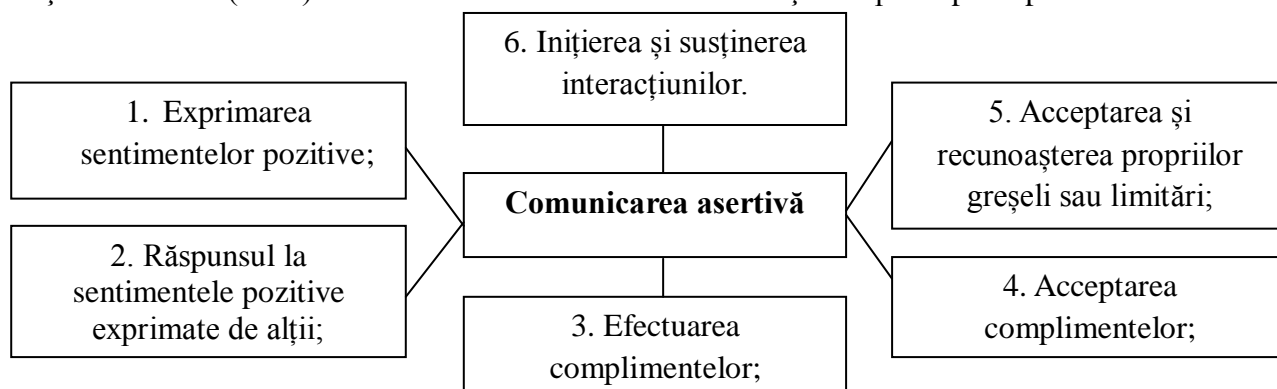 6. Inițierea și susținerea
interacțiunilor.
1. Exprimarea
sentimentelor pozitive;
5. Acceptarea și
recunoașterea propriilor
greșeli sau limitări;
Comunicarea asertivă
2. Răspunsul la
sentimentele pozitive
exprimate de alții;
4. Acceptarea
complimentelor;
3. Efectuarea
complimentelor;